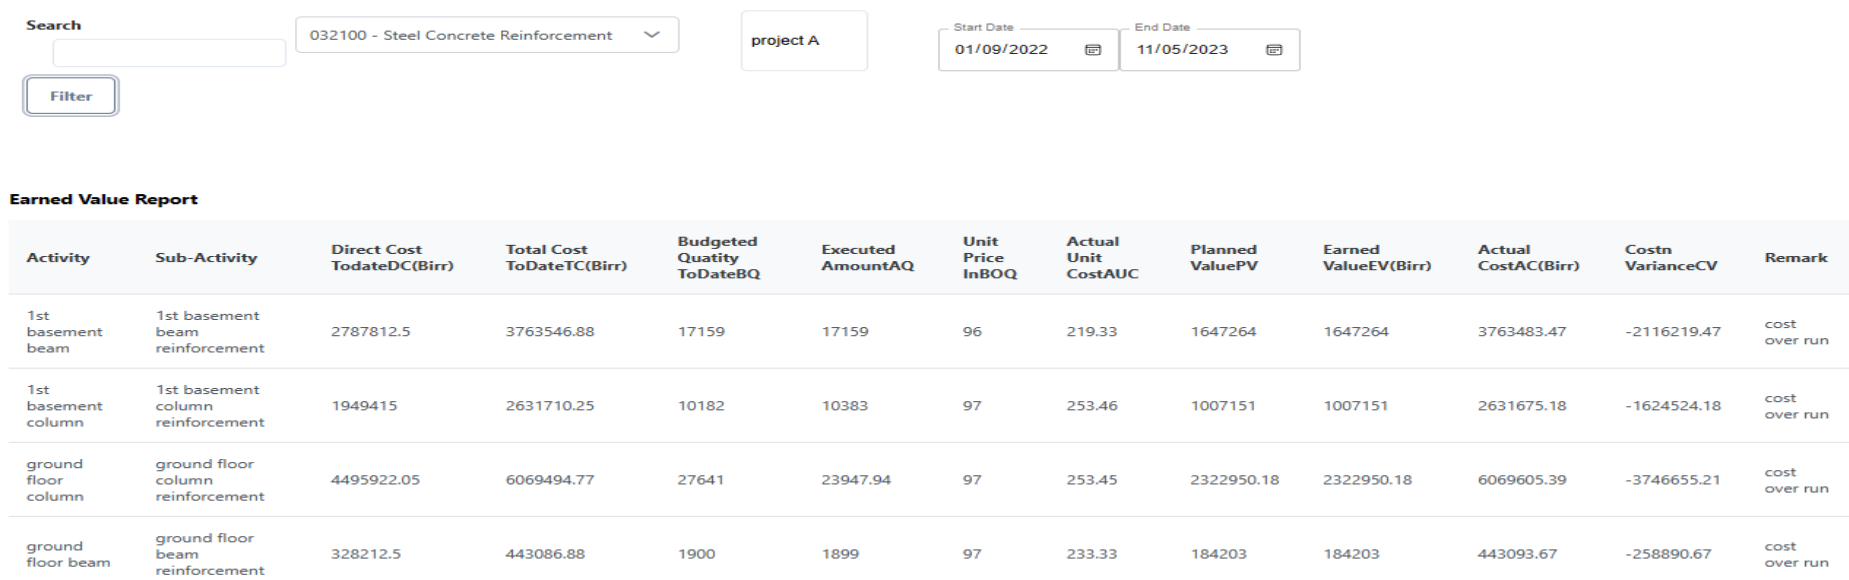 Search
032100 - Steel Concrete Reinforcement
project A
Start Date
01/09/2022
End Date
11/05/2023
Filter
Earned Value Report
Activity Sub-Activity Direct Cost TodateDC(Birr) Total Cost ToDateTC(Birr) Budgeted Quatity ToDateBQ Executed AmountAQ Unit Price InBOQ Actual Unit CostAUC Planned ValuePV Earned ValueEV(Birr) Actual CostAC(Birr) Costn VarianceCV Remark
1st basement beam 1st basement beam reinforcement 2787812.5 3763546.88 17159 17159 96 219.33 1647264 1647264 3763483.47 -2116219.47 cost over run
1st basement column 1st basement column reinforcement 1949415 2631710.25 10182 10383 97 253.46 1007151 1007151 2631675.18 -1624524.18 cost over run
ground floor column ground floor column reinforcement 4495922.05 6069494.77 27641 23947.94 97 253.45 2322950.18 2322950.18 6069605.39 -3746655.21 cost over run
ground floor beam ground floor beam reinforcement 328212.5 443086.88 1900 1899 97 233.33 184203 184203 443093.67 -258890.67 cost over run